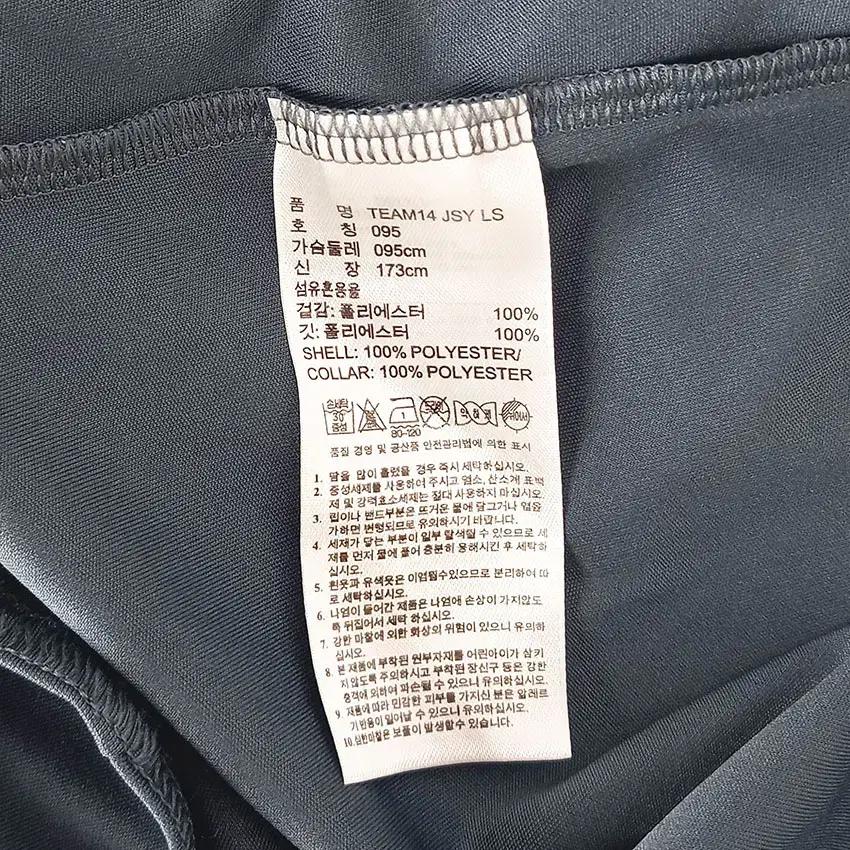 품 명 TEAM14 JSY LS
호 칭 095
가슴둘레 095cm
신 장 173cm
섬유혼용율
겉감: 폴리에스터 100%
깃: 폴리에스터 100%
SHELL: 100% POLYESTER/
COLLAR: 100% POLYESTER
손세탁 30 중성 1 80-120 드라이 약하게 옷걸이
품질 경영 및 공산품 안전관리법에 의한 표시
1. 땀을 많이 흘렸을 경우 즉시 세탁하십시오.
2. 중성세제를 사용하여 주시고 염소, 산소계 표백
제 및 강력효소세제는 절대 사용하지 마십시오.
3. 립이나 밴드부분은 뜨거운 물에 담그거나 열을
가하면 변형되므로 유의하시기 바랍니다.
4. 세제가 닿는 부분이 일부 탈색될 수 있으므로 세
제를 먼저 물에 풀어 충분히 용해시킨 후 세탁하
십시오.
5. 흰옷과 유색옷은 이염될수있으므로 분리하여 따
로 세탁하십시오.
6. 나염이 들어간 제품은 나염에 손상이 가지않도
록 뒤집어서 세탁 하십시오.
7. 강한 마찰에 의한 화상의 위험이 있으니 유의하
십시오.
8. 본 제품에 부착된 원부자재를 어린아이가 삼키
지 않도록 주의하시고 부착된 장신구 등은 강한
충격에 의하여 파손될 수 있으니 유의하십시오.
9. 제품에 따라 민감한 피부를 가지신 분은 알레르
기반응이 일어날 수 있으니 유의하십시오.
10. 심한마찰은 보풀이 발생할수 있습니다.